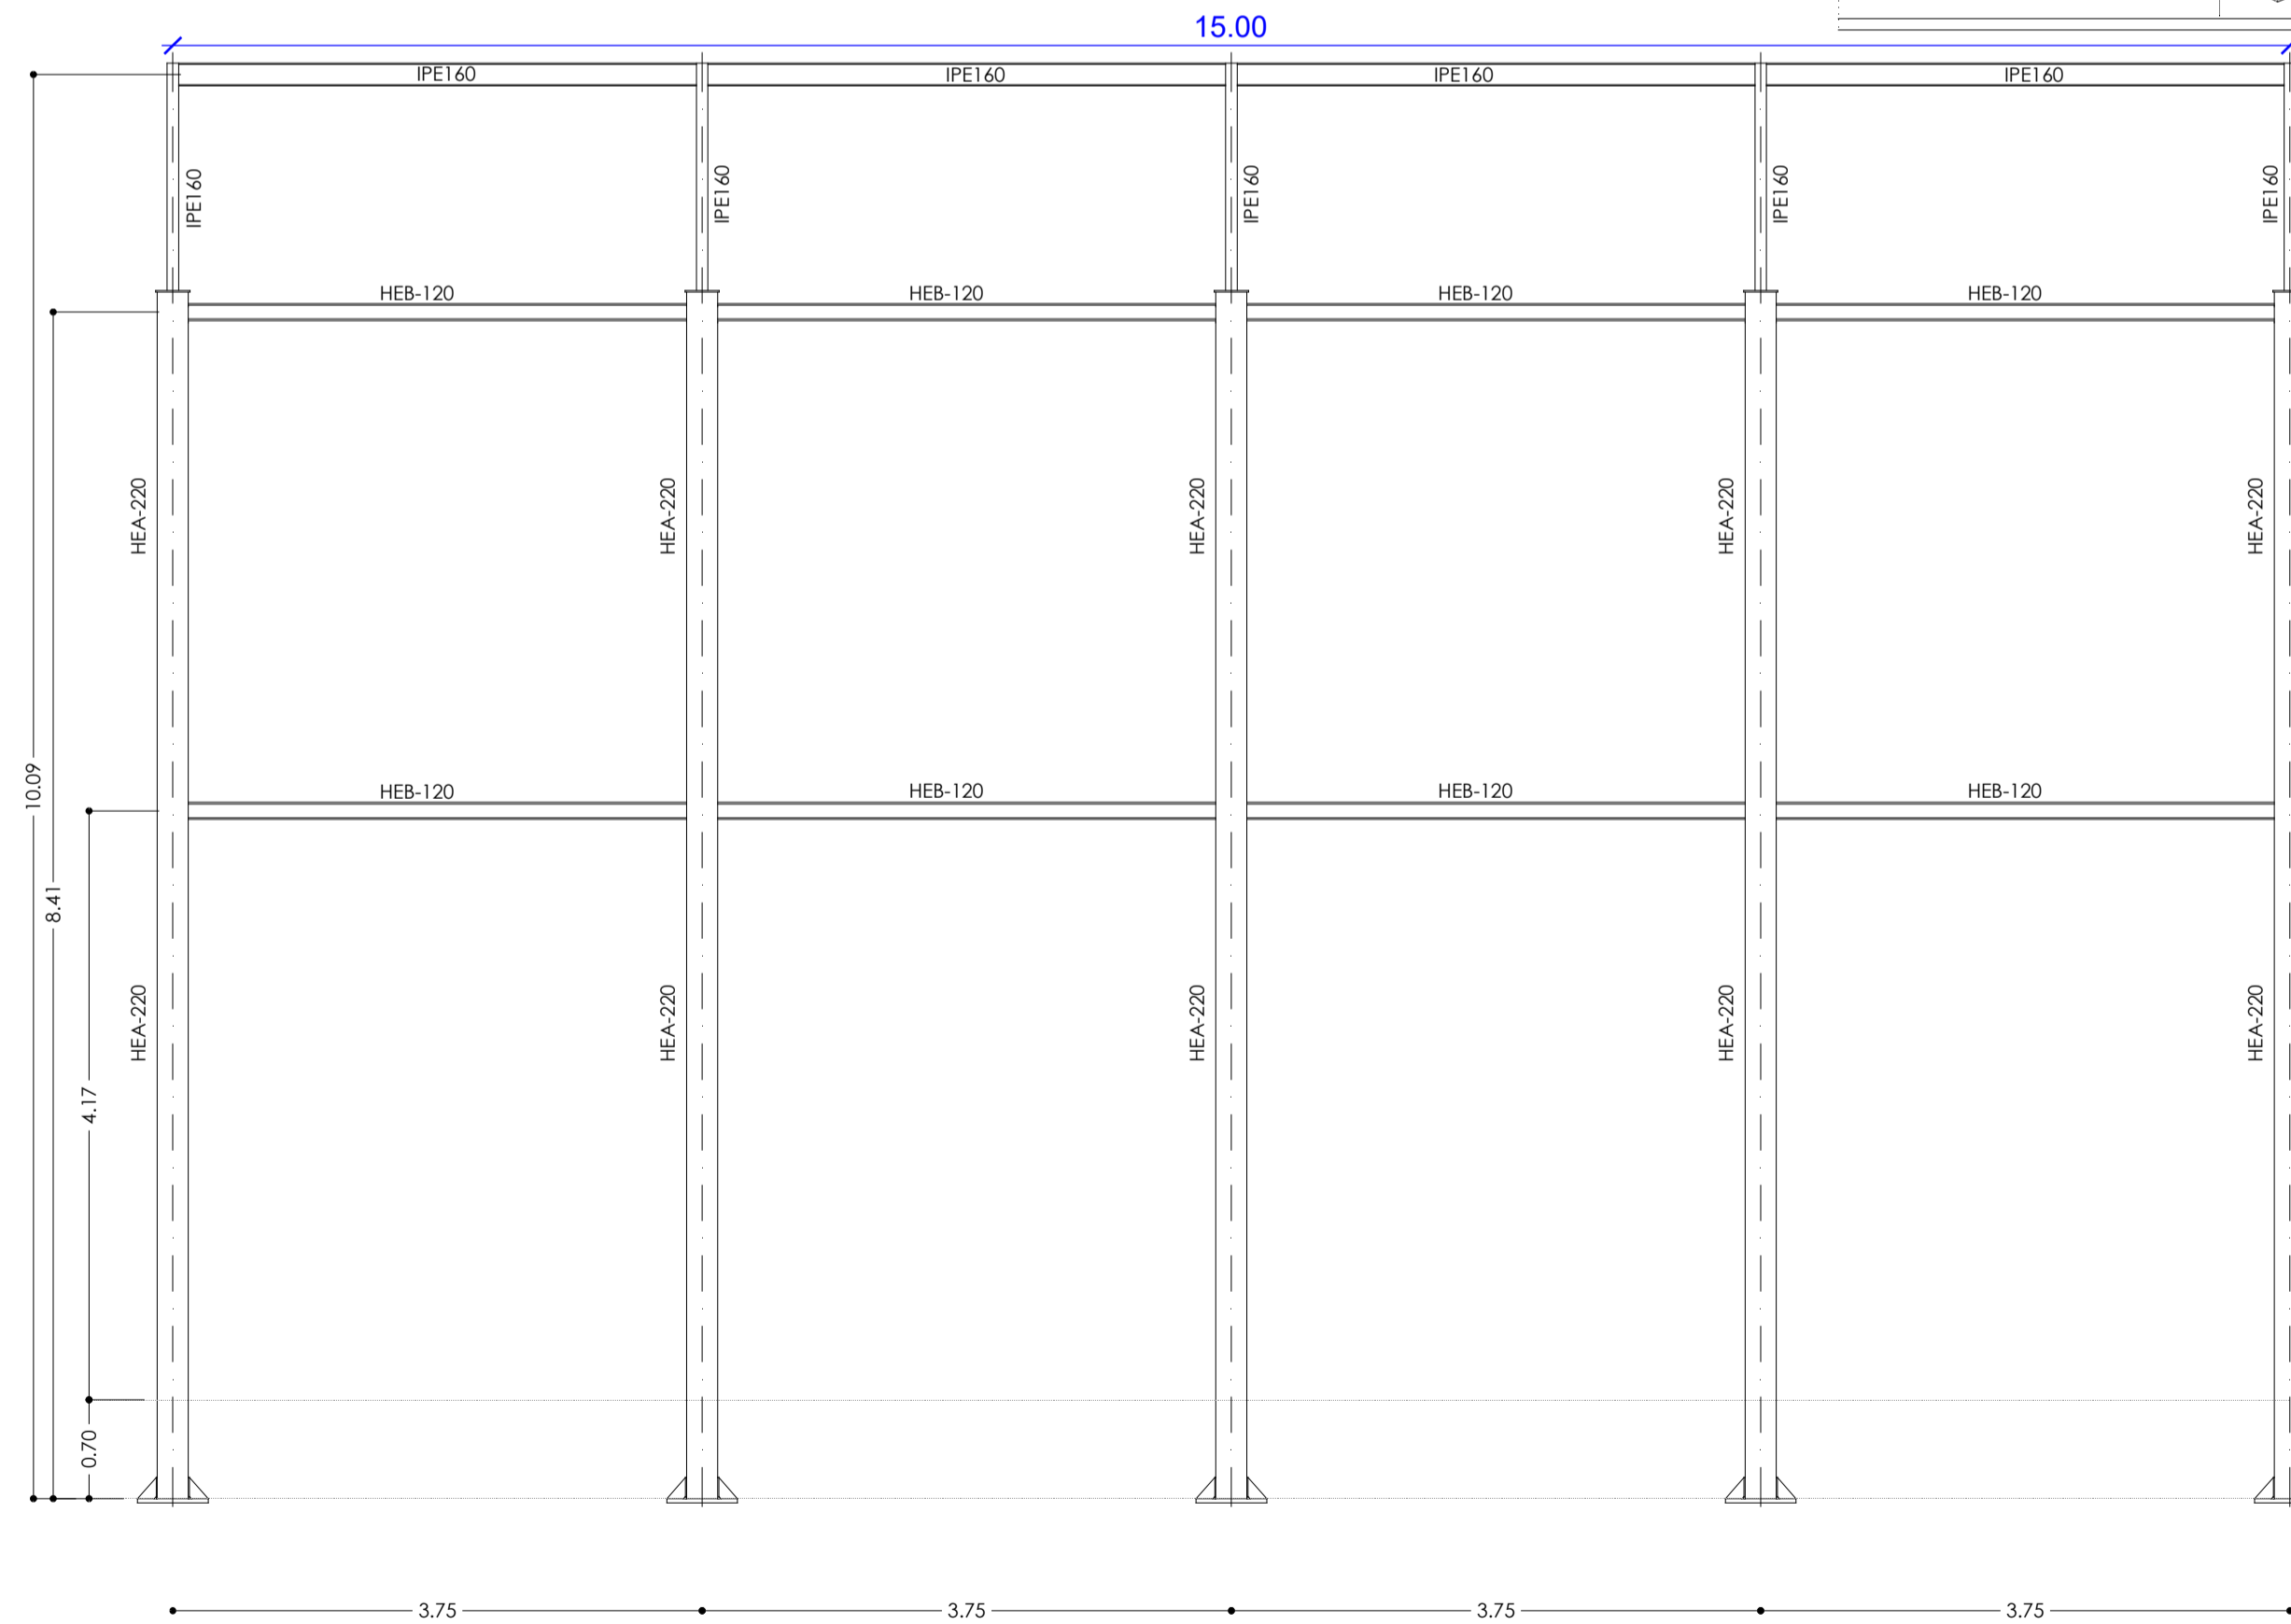 15.00
IPE160 IPE160 IPE160 IPE160
IPE160 IPE160 IPE160 IPE160 IPE160
HEB-120 HEB-120 HEB-120 HEB-120
HEA-220 HEA-220 HEA-220 HEA-220 HEA-220
10.09
HEB-120 HEB-120 HEB-120 HEB-120
8.41
HEA-220 HEA-220 HEA-220 HEA-220 HEA-220
4.17
0.70
3.75 3.75 3.75 3.75